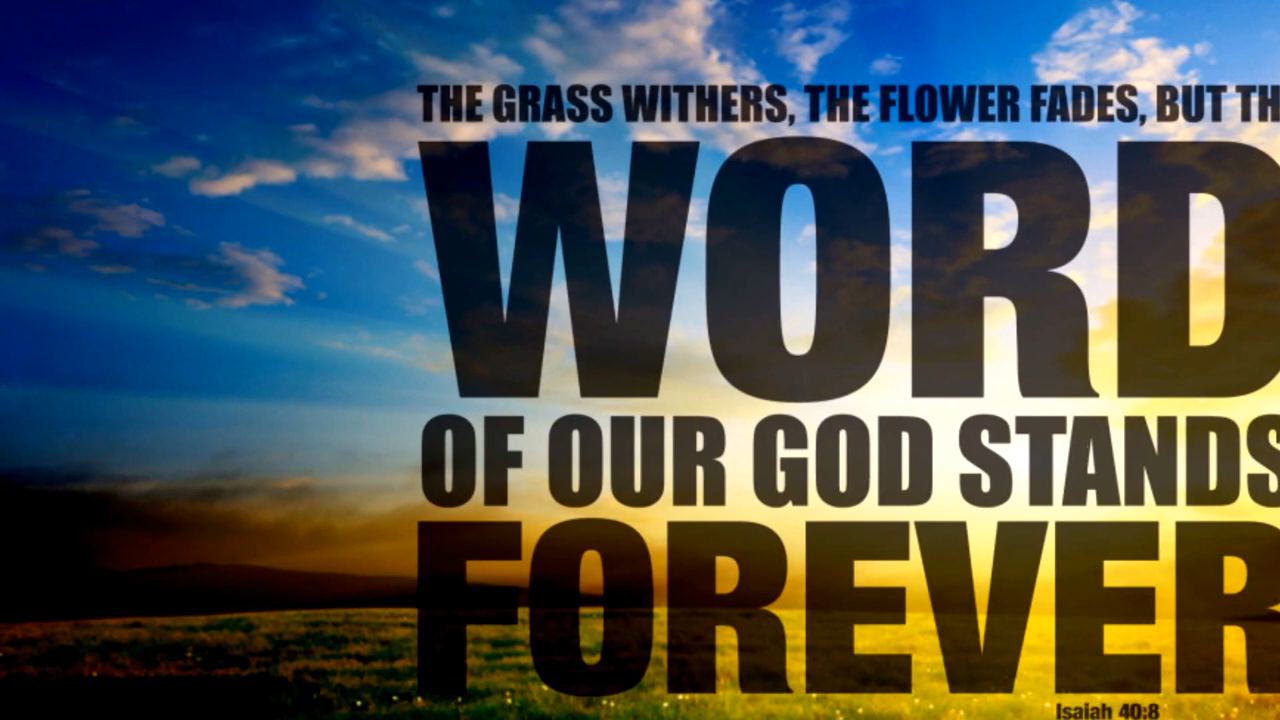 THE GRASS WITHERS, THE FLOWER FADES, BUT TH
WORD
OF OUR GOD STANDS
FOREVER
Isaiah 40:8